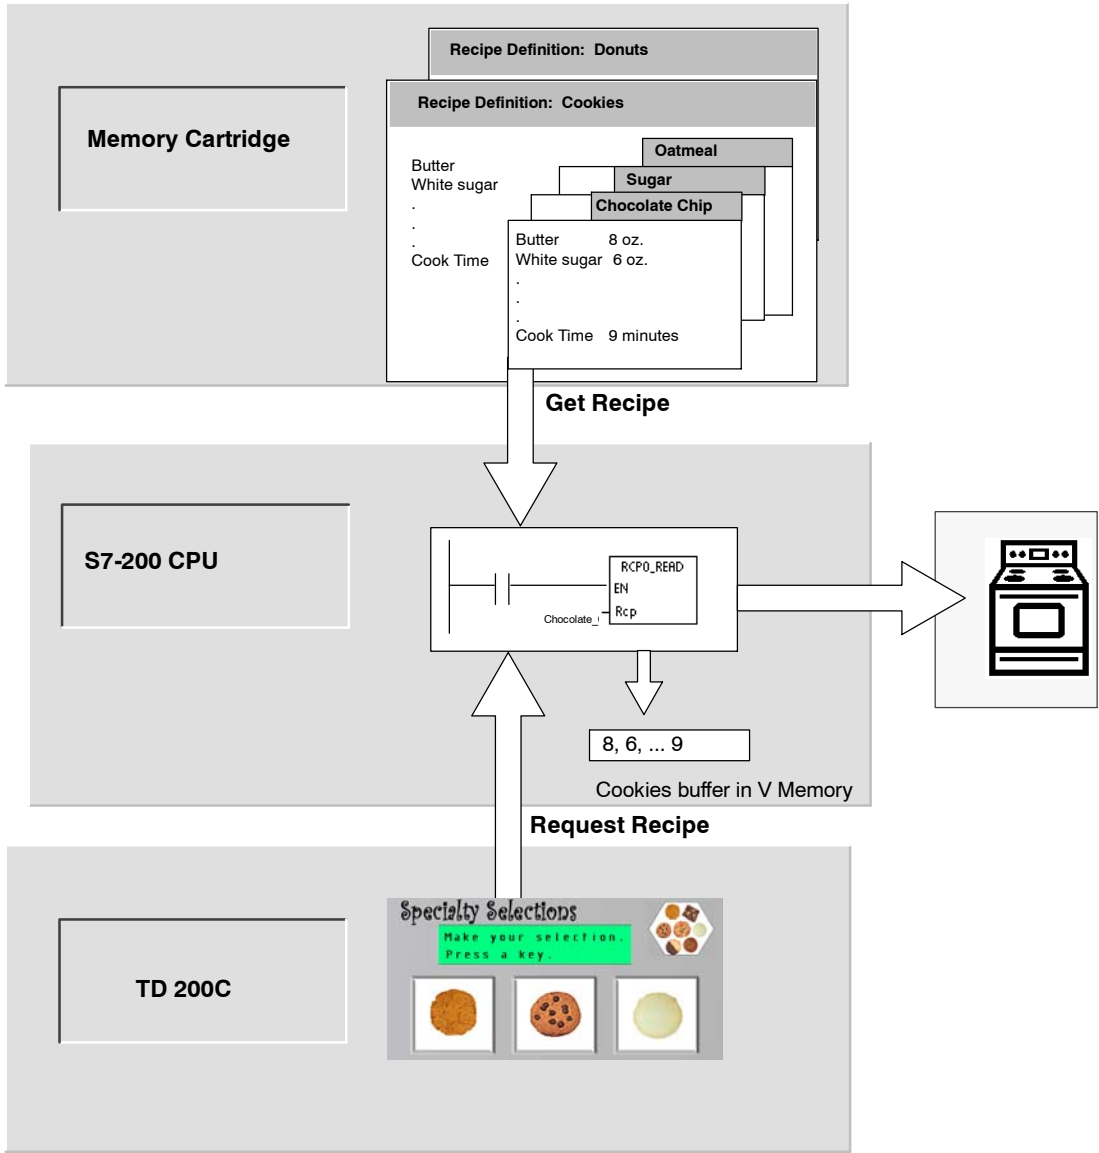 Recipe Definition: Donuts
Recipe Definition: Cookies
Memory Cartridge
Oatmeal
Sugar
Chocolate Chip
Butter
White sugar
.
.
.
Cook Time
Butter 8 oz.
White sugar 6 oz.
.
.
.
Cook Time 9 minutes
Get Recipe
S7-200 CPU
RCP0_READ
EN
Rcp
Chocolate_
8, 6, ... 9
Cookies buffer in V Memory
Request Recipe
Specialty Selections
Make your selection.
Press a key.
TD 200C